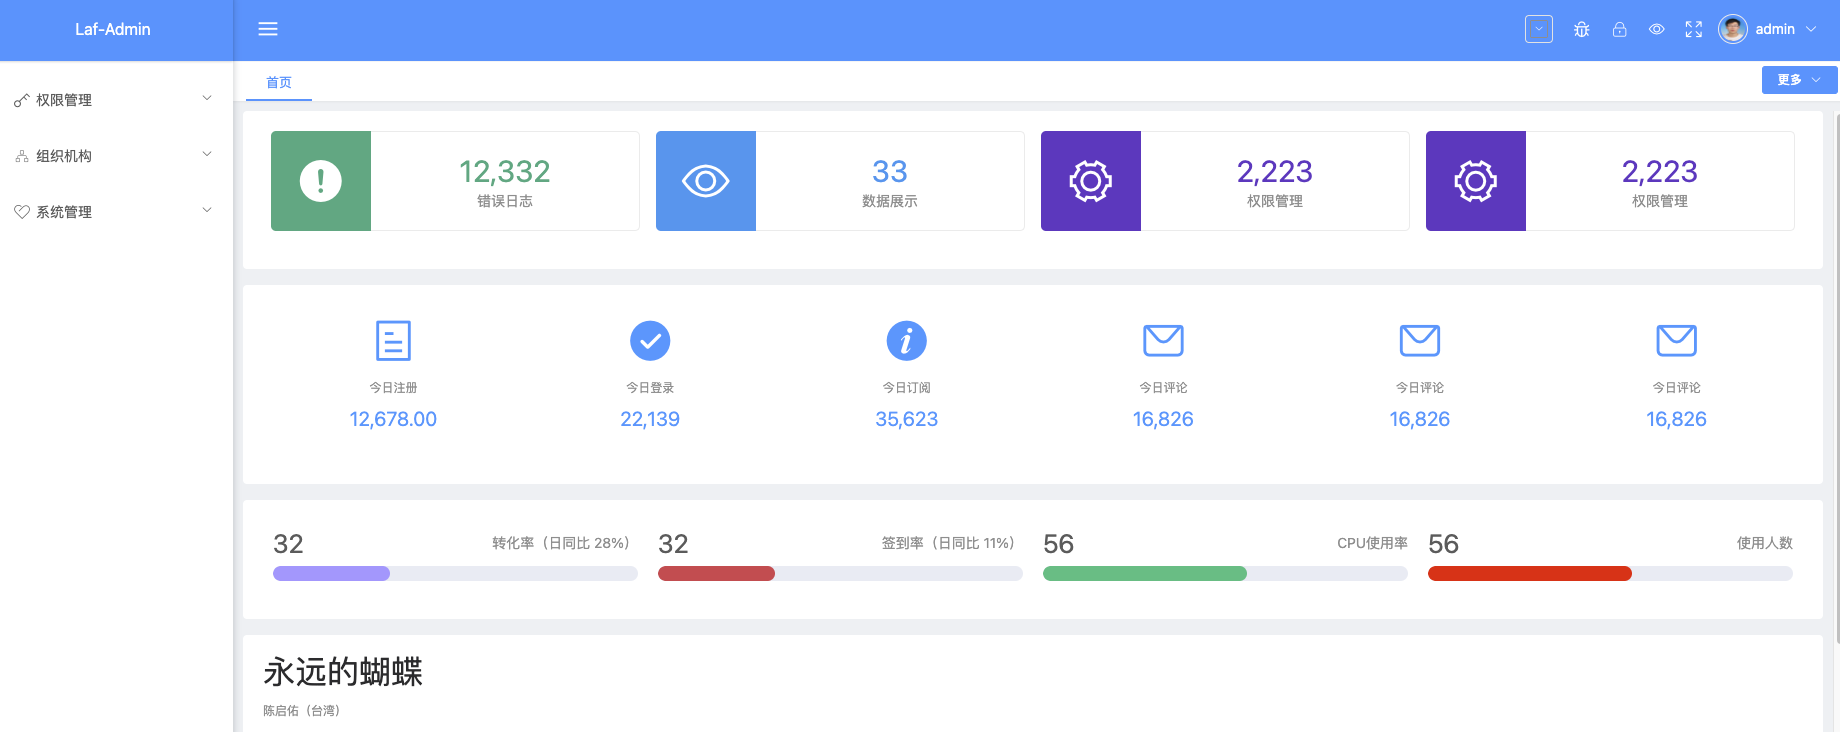 Laf-Admin
admin
权限管理
组织机构
系统管理
首页
更多
12,332
错误日志
33
数据展示
2,223
权限管理
2,223
权限管理
今日注册
12,678.00
今日登录
22,139
今日订阅
35,623
今日评论
16,826
今日评论
16,826
今日评论
16,826
32 转化率（日同比 28%）
32 签到率（日同比 11%）
56 CPU使用率
56 使用人数
永远的蝴蝶
陈启佑（台湾）